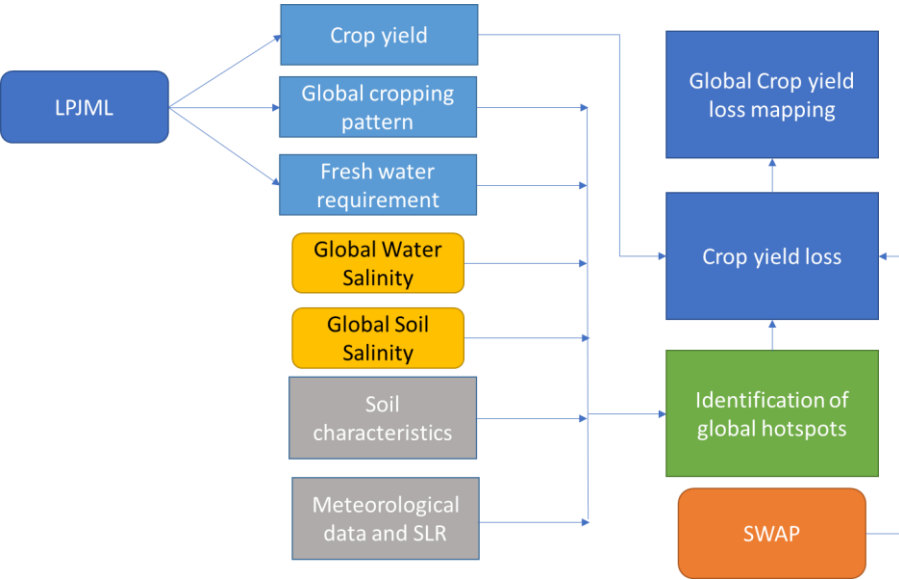 LPJML
Crop yield
Global cropping
pattern
Fresh water
requirement
Global Water
Salinity
Global Soil
Salinity
Soil
characteristics
Meteorological
data and SLR
Global Crop yield
loss mapping
Crop yield loss
Identification of
global hotspots
SWAP